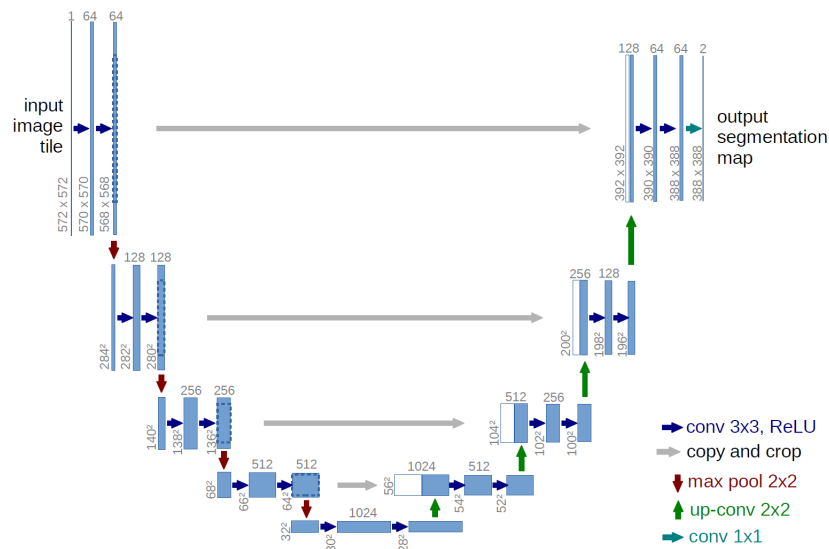 1 64 64
input
image
tile
572 x 572
570 x 570
568 x 568
128 64 64 2
output
segmentation
map
392 x 392
390 x 390
388 x 388
388 x 388
128 128
284²
282²
280²
256 128
200²
198²
196²
256 256
140²
138²
136²
512 256
104²
102²
100²
512 512
68²
66²
64²
1024 512
56²
54²
52²
1024
32²
30²
28²
conv 3x3, ReLU
copy and crop
max pool 2x2
up-conv 2x2
conv 1x1